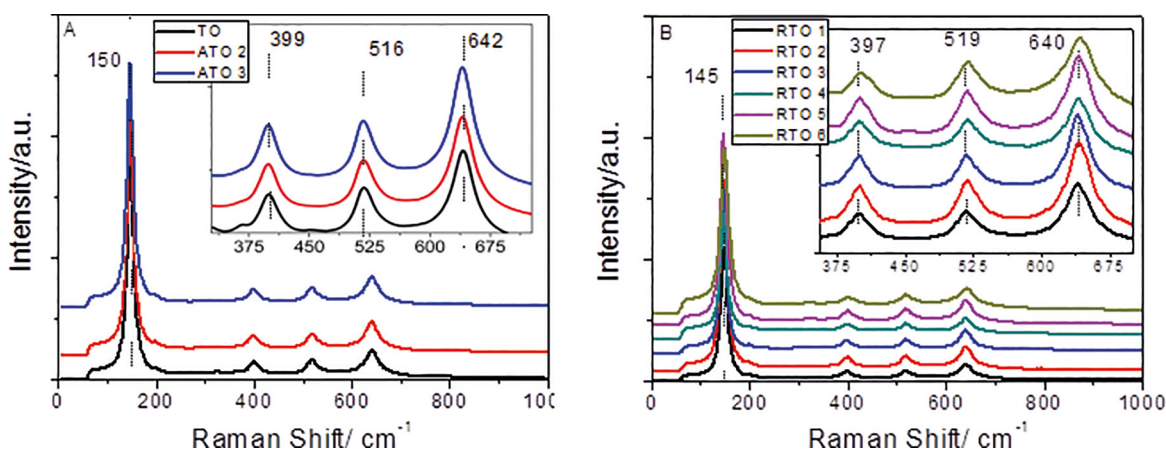 A
TO
ATO 2
ATO 3
150
399
516
642
375
450
525
600
675
Intensity/a.u.
0
200
400
600
800
100
Raman Shift/ cm-1
B
RTO 1
RTO 2
RTO 3
RTO 4
RTO 5
RTO 6
145
397
519
640
375
450
525
600
675
Intensity/a.u.
0
200
400
600
800
1000
Raman Shift/ cm-1